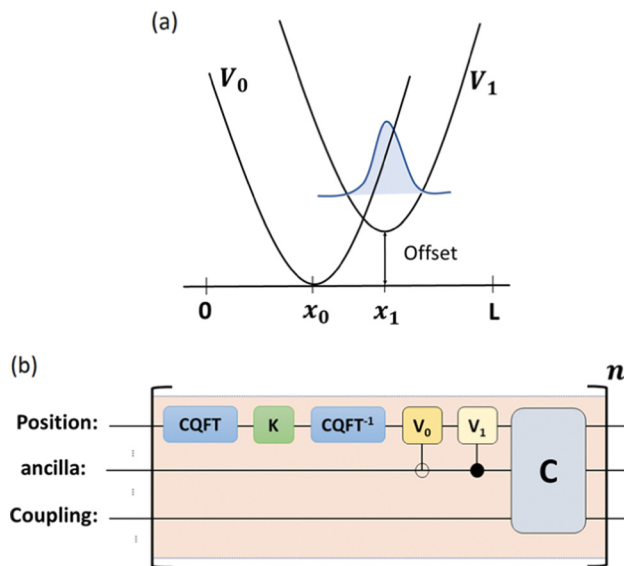 (a)
V₀
V₁
Offset
0 x₀ x₁ L
(b)
n
Position: CQFT K CQFT⁻¹ V₀ V₁
ancilla:
C
Coupling: